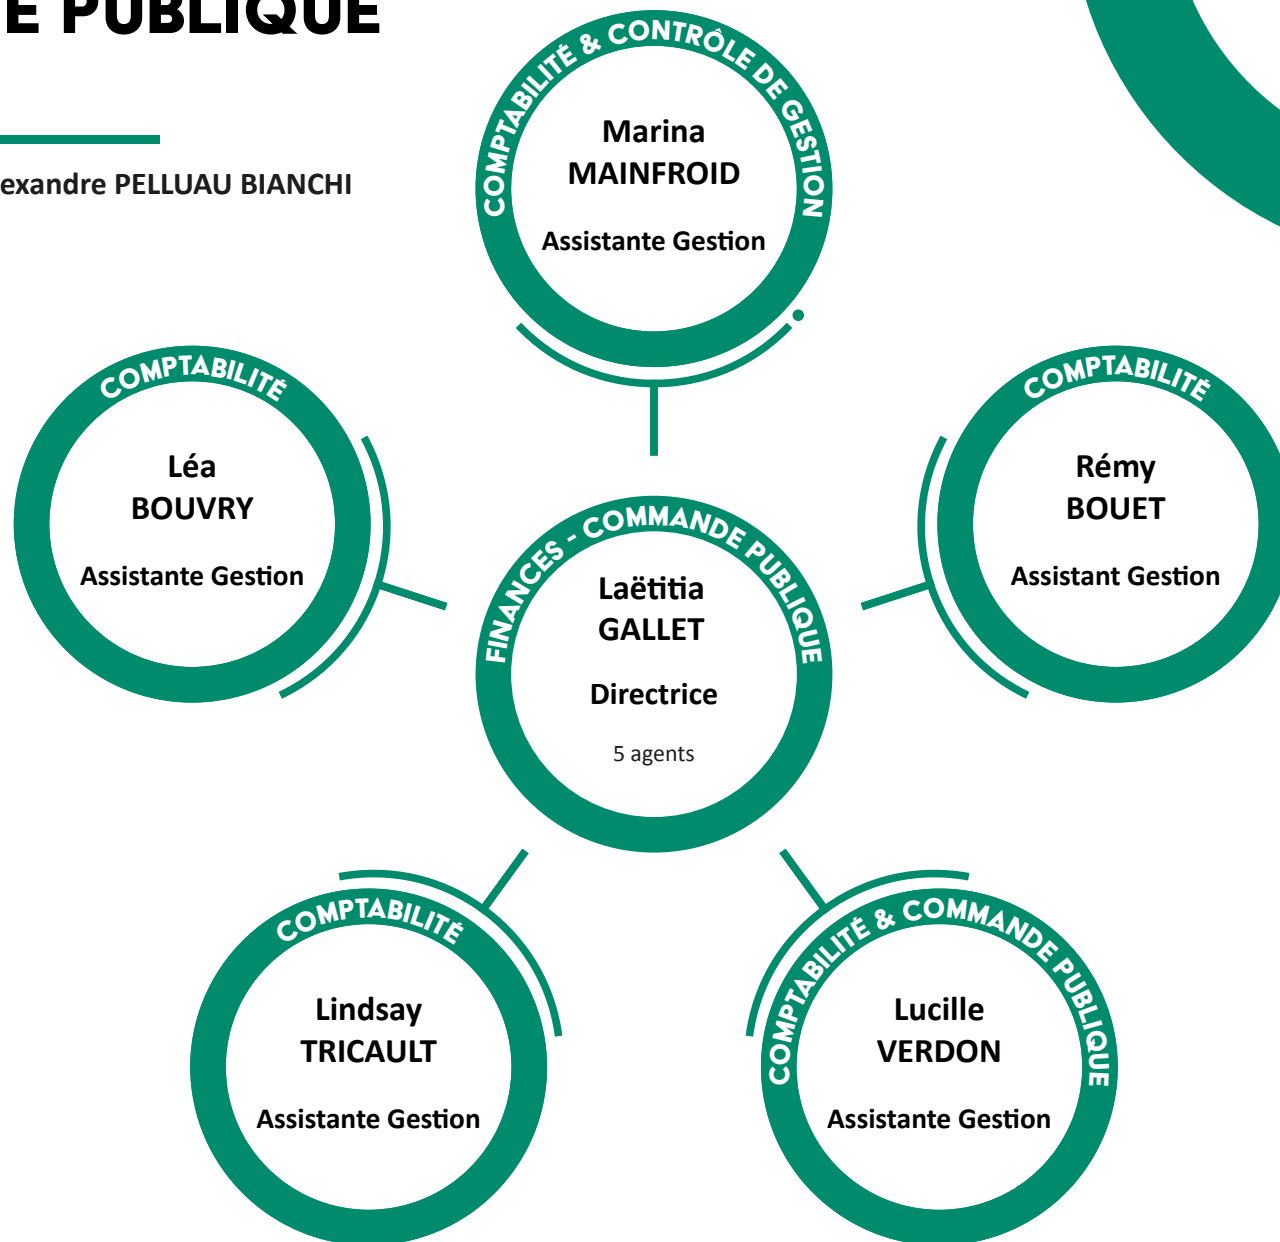 E PUBLIQUE
exandre PELLUAU BIANCHI
COMPTABILITÉ & CONTRÔLE DE GESTION
Marina
MAINFROID
Assistante Gestion
COMPTABILITÉ
Léa
BOUVRY
Assistante Gestion
COMPTABILITÉ
Rémy
BOUET
Assistant Gestion
FINANCES - COMMANDE PUBLIQUE
Laëtitia
GALLET
Directrice
5 agents
COMPTABILITÉ
Lindsay
TRICAULT
Assistante Gestion
COMPTABILITÉ & COMMANDE PUBLIQUE
Lucille
VERDON
Assistante Gestion